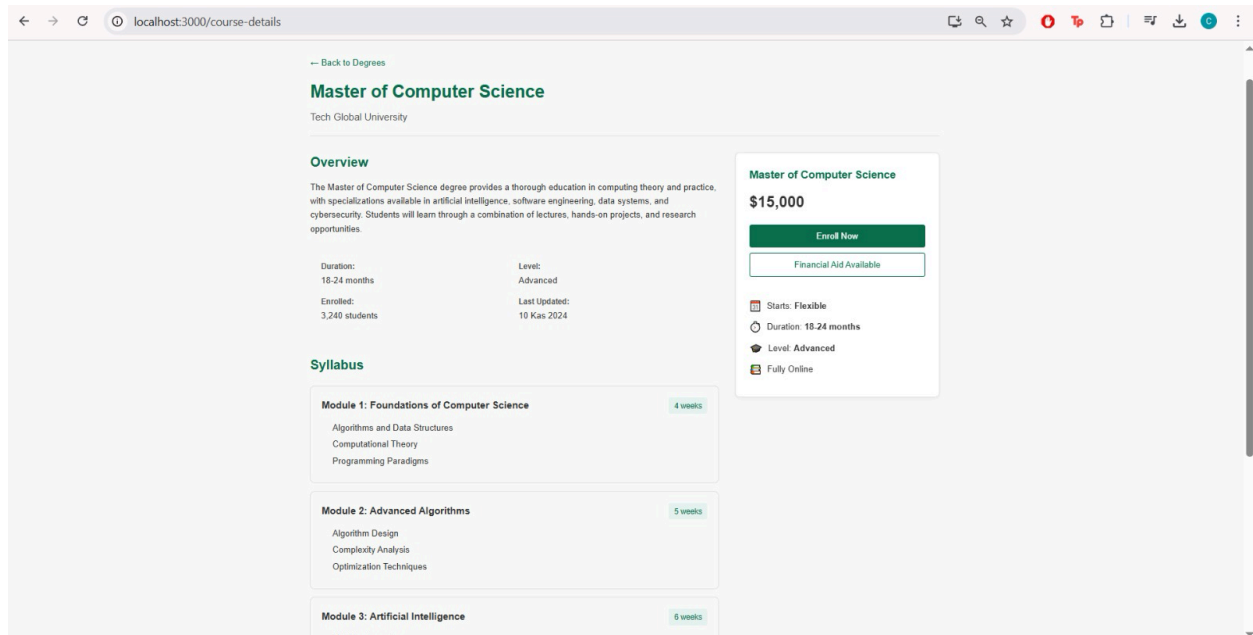 localhost:3000/course-details
← Back to Degrees
Master of Computer Science
Tech Global University
Overview
The Master of Computer Science degree provides a thorough education in computing theory and practice,
with specializations available in artificial intelligence, software engineering, data systems, and
cybersecurity. Students will learn through a combination of lectures, hands-on projects, and research
opportunities.
Duration:
18-24 months
Level:
Advanced
Enrolled:
3,240 students
Last Updated:
10 Kas 2024
Syllabus
Module 1: Foundations of Computer Science
4 weeks
Algorithms and Data Structures
Computational Theory
Programming Paradigms
Module 2: Advanced Algorithms
5 weeks
Algorithm Design
Complexity Analysis
Optimization Techniques
Module 3: Artificial Intelligence
6 weeks
Master of Computer Science
$15,000
Enroll Now
Financial Aid Available
Starts: Flexible
Duration: 18-24 months
Level: Advanced
Fully Online